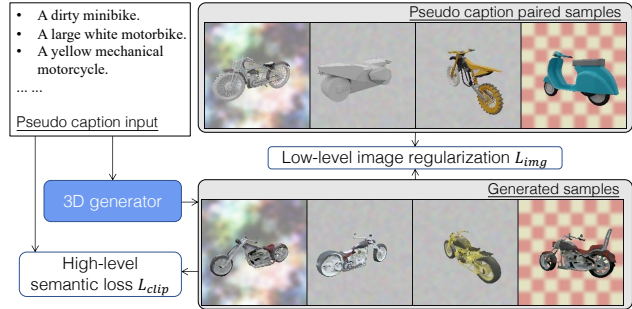 • A dirty minibike.
• A large white motorbike.
• A yellow mechanical
motorcycle.
... ...
Pseudo caption input
Pseudo caption paired samples
Low-level image regularization L_img
3D generator
Generated samples
High-level
semantic loss L_clip